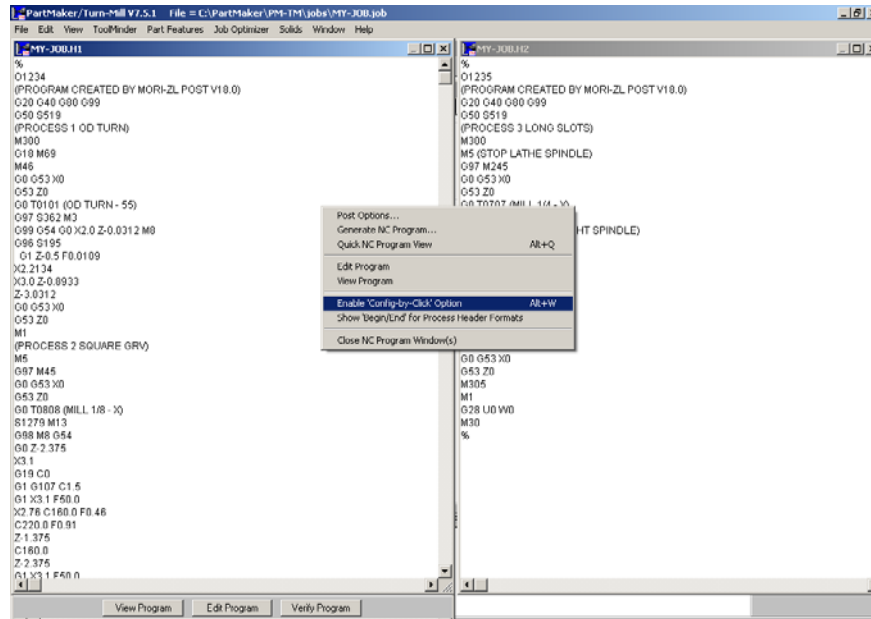 PartMaker/Turn-Mill V7.5.1 File = C:\PartMaker\PM-TM\jobs\MY-JOB.job
File Edit View ToolMinder Part Features Job Optimizer Solids Window Help
MY-JOB.H1
%
O1234
(PROGRAM CREATED BY MORI-ZL POST V18.0)
G20 G40 G80 G99
G50 S519
(PROCESS 1 OD TURN)
M300
G18 M69
M46
G0 G53 X0
G53 Z0
G0 T0101 (OD TURN - 55)
G97 S362 M3
G99 G54 G0 X2.0 Z-0.0312 M8
G96 S195
G1 Z-0.5 F0.0109
X2.2134
X3.0 Z-0.8933
Z-3.0312
G0 G53 X0
G53 Z0
M1
(PROCESS 2 SQUARE GRV)
M5
G97 M45
G0 G53 X0
G53 Z0
G0 T0808 (MILL 1/8 - X)
S1279 M13
G98 M8 G54
G0 Z-2.375
X3.1
G19 C0
G1 G107 C1.5
G1 X3.1 F50.0
X2.76 C160.0 F0.46
C220.0 F0.91
Z-1.375
C160.0
Z-2.375
G1 X3.1 F50.0
View Program Edit Program Verify Program
MY-JOB.H2
%
O1235
(PROGRAM CREATED BY MORI-ZL POST V18.0)
G20 G40 G80 G99
G50 S519
(PROCESS 3 LONG SLOTS)
M300
M5 (STOP LATHE SPINDLE)
G97 M245
G0 G53 X0
G53 Z0
G0 T0707 (MILL 1/4 - X)
HT SPINDLE)
G0 G53 X0
G53 Z0
M305
M1
G28 U0 W0
M30
%
Post Options...
Generate NC Program...
Quick NC Program View Alt+Q
Edit Program
View Program
Enable 'Config-by-Click' Option Alt+W
Show 'Begin/End' for Process Header Formats
Close NC Program Window(s)